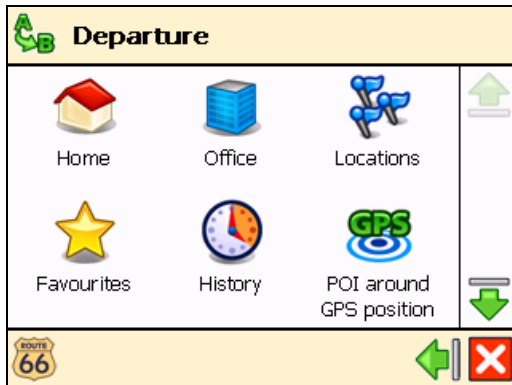 A
B
Departure
Home
Office
Locations
GPS
Favourites
History
POI around
GPS position
ROUTE
66